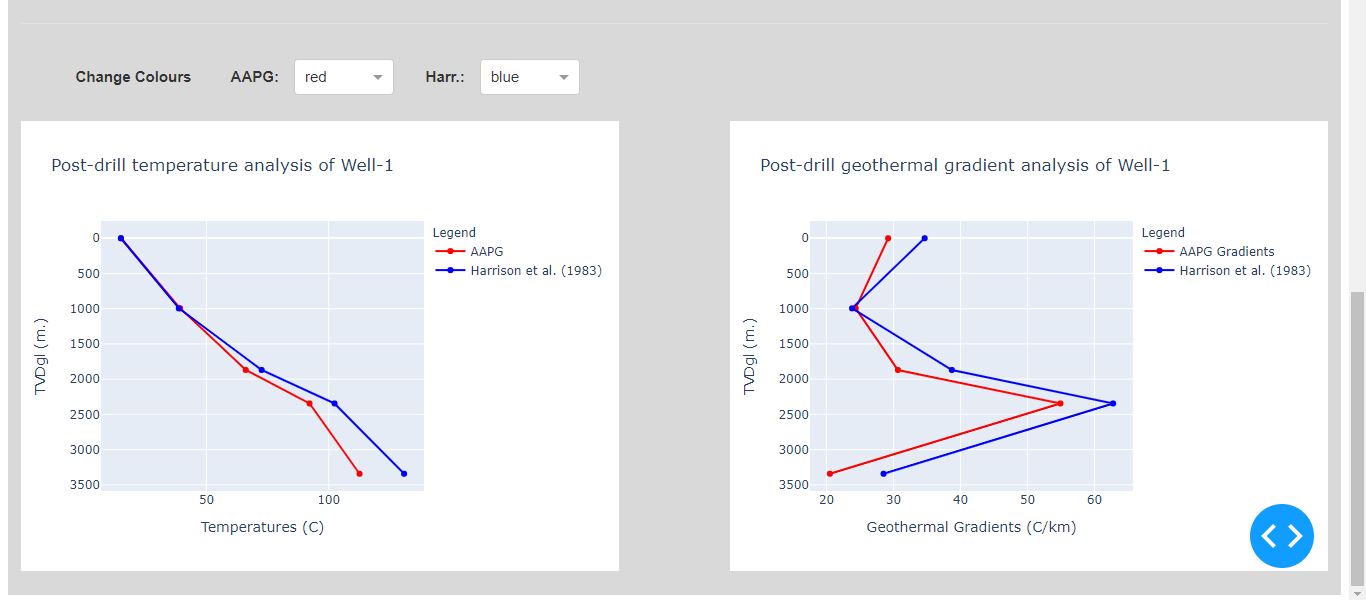 Change Colours AAPG: red Harr.: blue
Post-drill temperature analysis of Well-1
TVDgl (m.)
0
500
1000
1500
2000
2500
3000
3500
50 100
Temperatures (C)
Legend
AAPG
Harrison et al. (1983)
Post-drill geothermal gradient analysis of Well-1
TVDgl (m.)
0
500
1000
1500
2000
2500
3000
3500
20 30 40 50 60
Geothermal Gradients (C/km)
Legend
AAPG Gradients
Harrison et al. (1983)